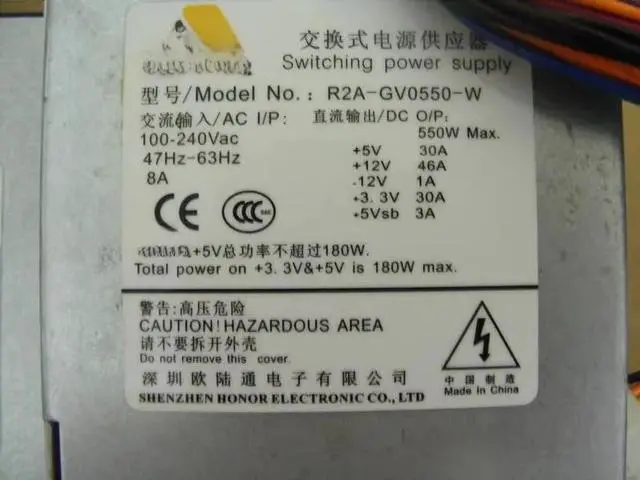 交换式电源供应器
Switching power supply
型号/Model No.: R2A-GV0550-W
交流输入/AC I/P: 直流输出/DC O/P:
100-240Vac 550W Max.
47Hz-63Hz +5V 30A
8A +12V 46A
-12V 1A
+3.3V 30A
+5Vsb 3A
CE CCC
+5V总功率不超过180W.
Total power on +3.3V&+5V is 180W max.
警告:高压危险
CAUTION!HAZARDOUS AREA
请不要拆开外壳
Do not remove this cover.
深圳欧陆通电子有限公司
SHENZHEN HONOR ELECTRONIC CO., LTD
中国制造
Made In China